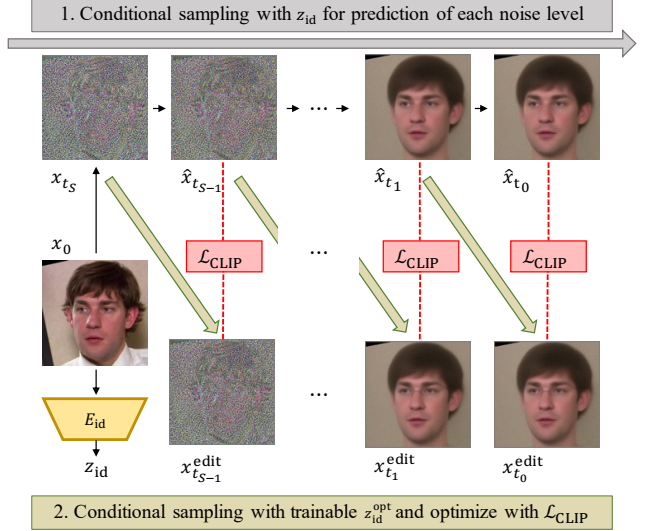 1. Conditional sampling with z_id for prediction of each noise level
...
x_{t_S} x̂_{t_{S-1}} x̂_{t_1} x̂_{t_0}
x_0
ℒ_CLIP ... ℒ_CLIP ℒ_CLIP
E_id
...
z_id x^{edit}_{t_{S-1}} x^{edit}_{t_1} x^{edit}_{t_0}
2. Conditional sampling with trainable z^{opt}_{id} and optimize with ℒ_CLIP